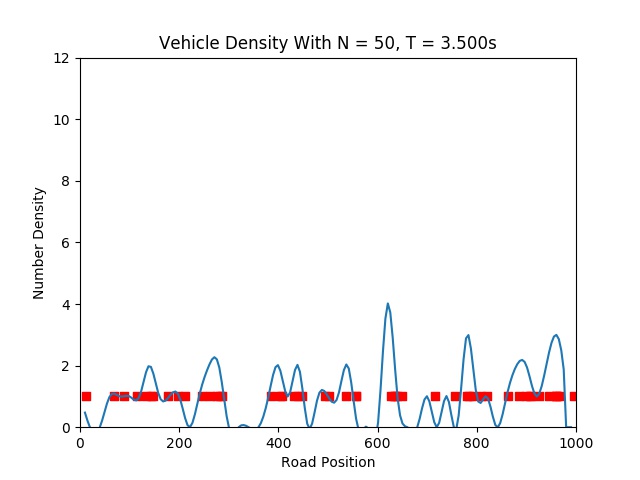 Vehicle Density With N = 50, T = 3.500s
12
10
8
6
4
2
0
Number Density
0 200 400 600 800 1000
Road Position